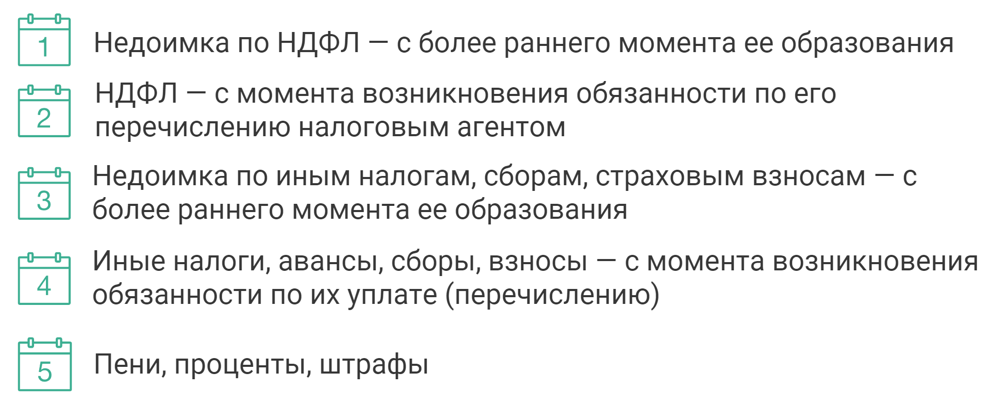 1
Недоимка по НДФЛ — с более раннего момента ее образования
2
НДФЛ — с момента возникновения обязанности по его
перечислению налоговым агентом
3
Недоимка по иным налогам, сборам, страховым взносам — с
более раннего момента ее образования
4
Иные налоги, авансы, сборы, взносы — с момента возникновения
обязанности по их уплате (перечислению)
5
Пени, проценты, штрафы